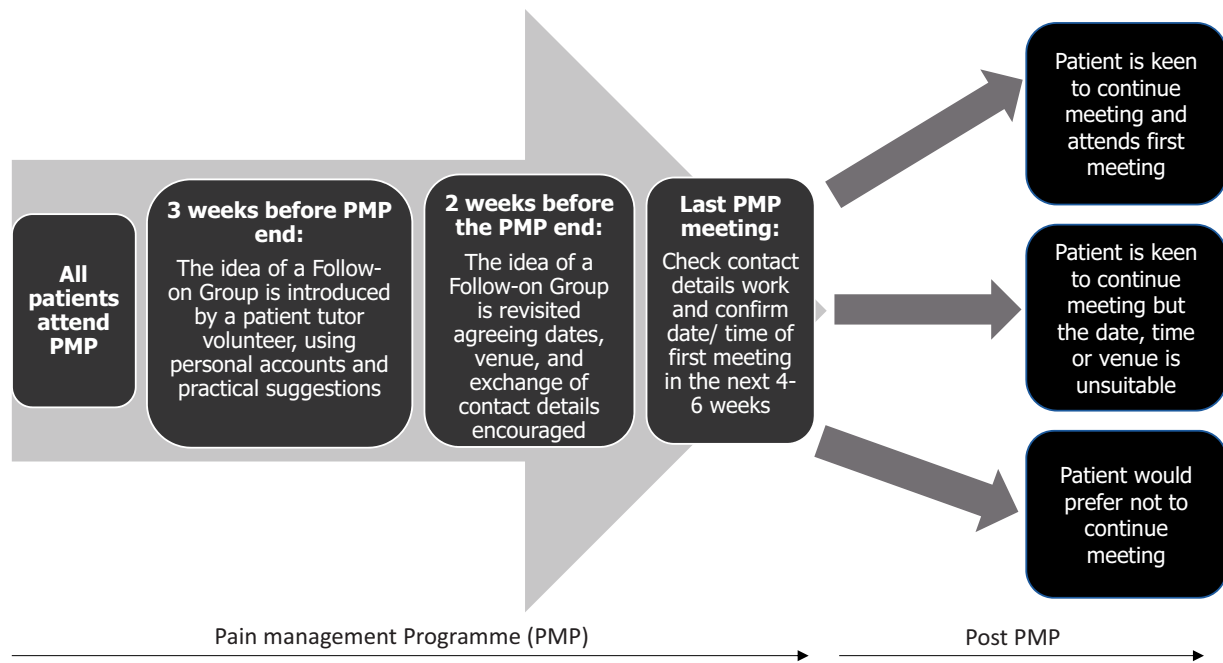 All
patients
attend
PMP
3 weeks before PMP
end:
The idea of a Follow-
on Group is introduced
by a patient tutor
volunteer, using
personal accounts and
practical suggestions
2 weeks before
the PMP end:
The idea of a
Follow-on Group
is revisited
agreeing dates,
venue, and
exchange of
contact details
encouraged
Last PMP
meeting:
Check contact
details work
and confirm
date/ time of
first meeting
in the next 4-
6 weeks
Patient is keen
to continue
meeting and
attends first
meeting
Patient is keen
to continue
meeting but
the date, time
or venue is
unsuitable
Patient would
prefer not to
continue
meeting
Pain management Programme (PMP)
Post PMP